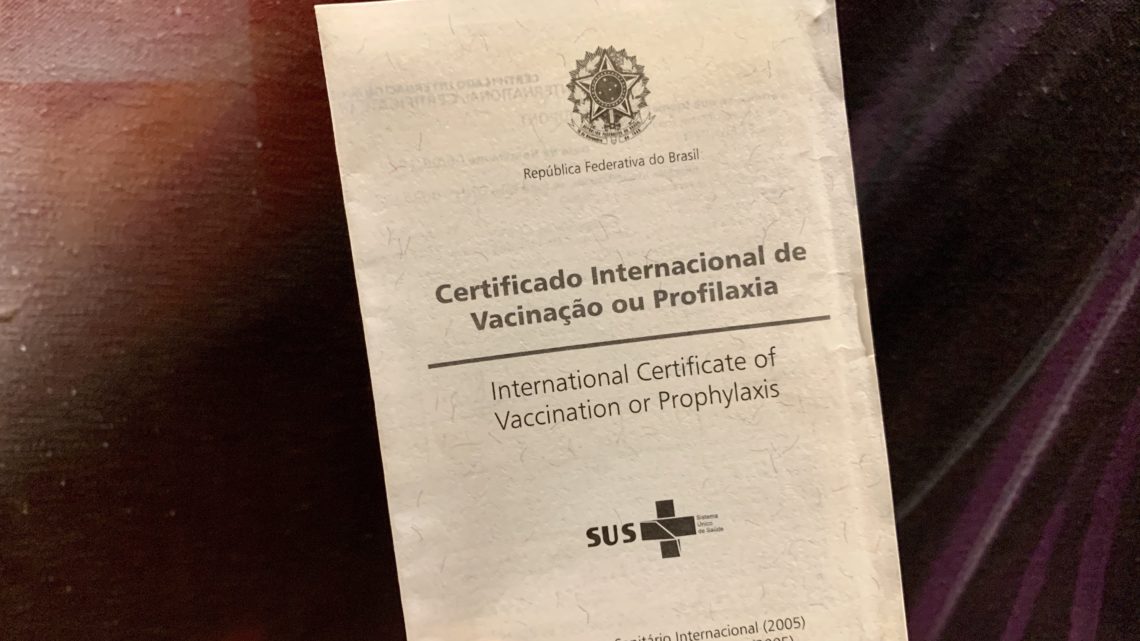 República Federativa do Brasil
Certificado Internacional de
Vacinação ou Profilaxia
International Certificate of
Vaccination or Prophylaxis
SUS
Sistema
Único
de Saúde
Sanitário Internacional (2005)
(2005)